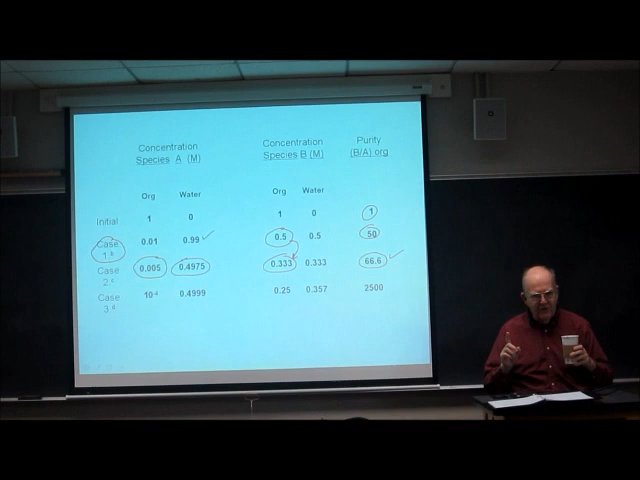 Concentration Concentration Purity
Species A (M) Species B (M) (B/A) org
Org Water Org Water
Initial 1 0 1 0 1
Case 1.b 0.01 0.99 0.5 0.5 50
Case 2.c 0.005 0.4975 0.333 0.333 66.6
Case 3.d 10-4 0.4999 0.25 0.357 2500